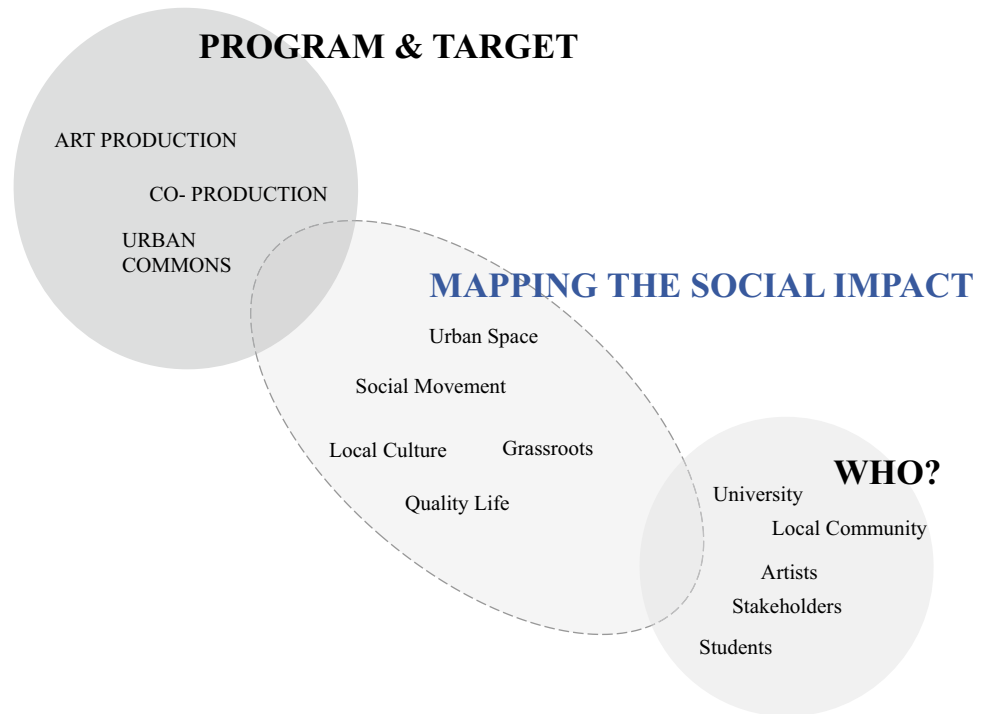 PROGRAM & TARGET
ART PRODUCTION
CO- PRODUCTION
URBAN
COMMONS
MAPPING THE SOCIAL IMPACT
Urban Space
Social Movement
Local Culture
Grassroots
Quality Life
WHO?
University
Local Community
Artists
Stakeholders
Students